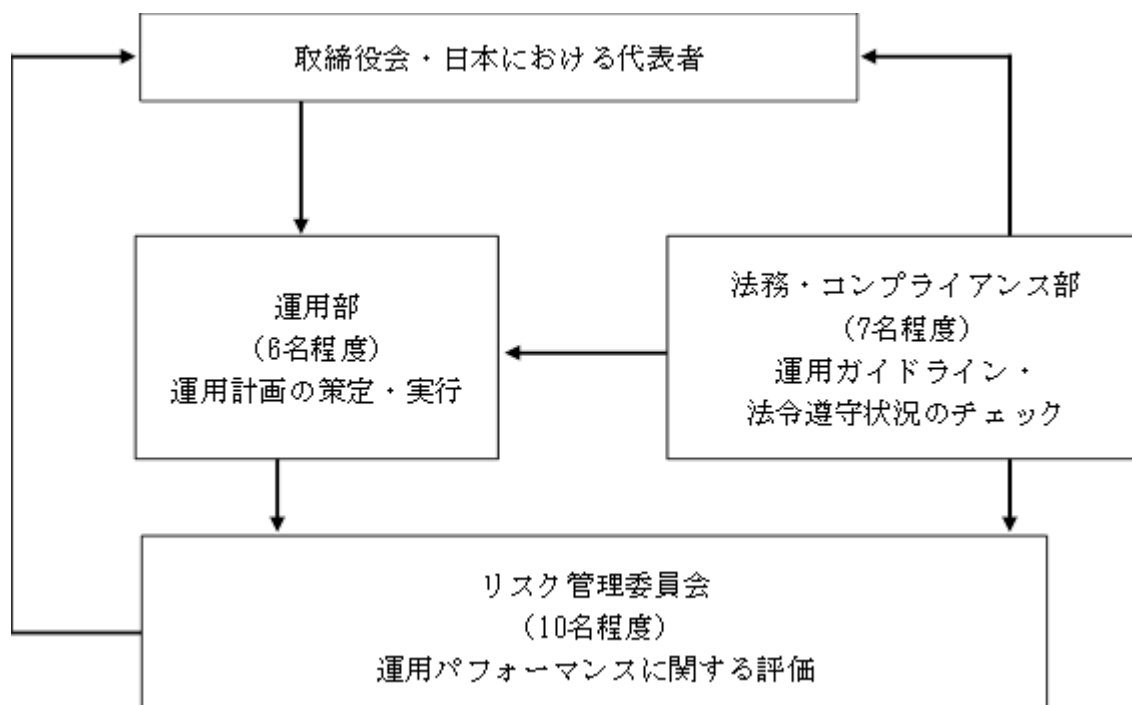 取締役会・日本における代表者
運用部
（6名程度）
運用計画の策定・実行
法務・コンプライアンス部
（7名程度）
運用ガイドライン・
法令遵守状況のチェック
リスク管理委員会
（10名程度）
運用パフォーマンスに関する評価